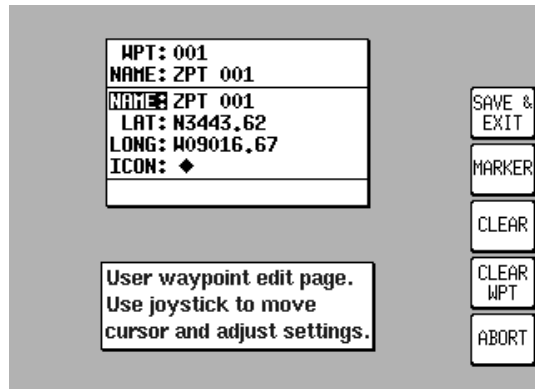 WPT: 001
NAME: ZPT 001
NAME: ZPT 001
LAT: N3443.62
LONG: W09016.67
ICON: ◆
User waypoint edit page.
Use joystick to move
cursor and adjust settings.
SAVE &
EXIT
MARKER
CLEAR
CLEAR
WPT
ABORT